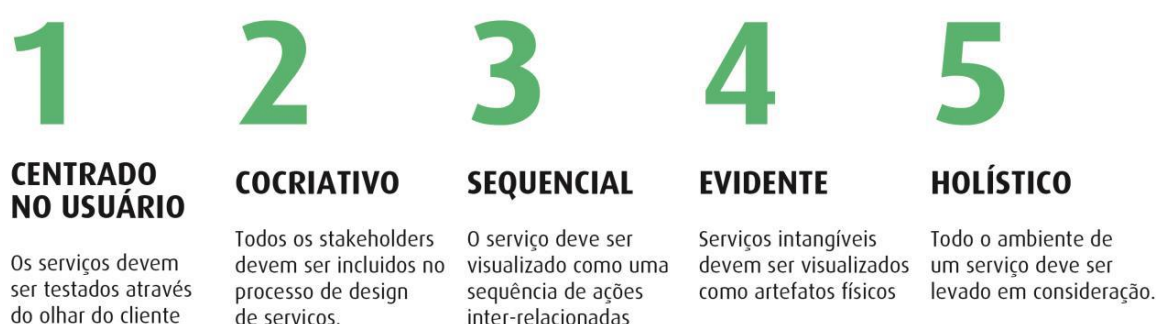 1
CENTRADO
NO USUÁRIO
Os serviços devem
ser testados através
do olhar do cliente
2
COCRIATIVO
Todos os stakeholders
devem ser incluidos no
processo de design
de serviços.
3
SEQUENCIAL
O serviço deve ser
visualizado como uma
sequência de ações
inter-relacionadas
4
EVIDENTE
Serviços intangíveis
devem ser visualizados
como artefatos físicos
5
HOLÍSTICO
Todo o ambiente de
um serviço deve ser
levado em consideração.